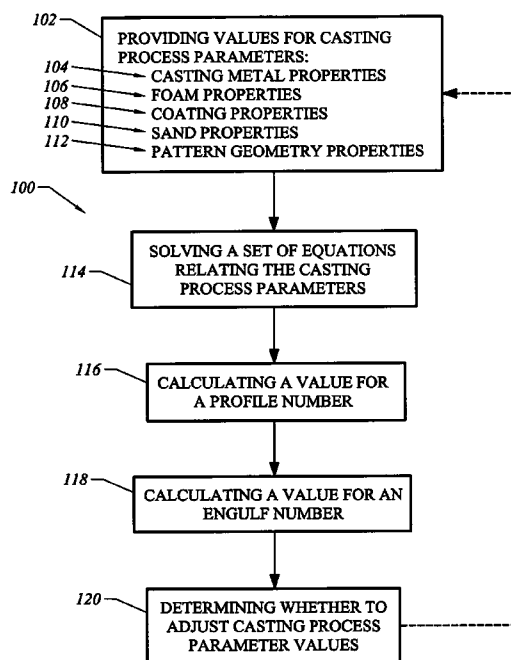 102
PROVIDING VALUES FOR CASTING
PROCESS PARAMETERS:
104 CASTING METAL PROPERTIES
106 FOAM PROPERTIES
108 COATING PROPERTIES
110 SAND PROPERTIES
112 PATTERN GEOMETRY PROPERTIES
100
114
SOLVING A SET OF EQUATIONS
RELATING THE CASTING
PROCESS PARAMETERS
116
CALCULATING A VALUE FOR
A PROFILE NUMBER
118
CALCULATING A VALUE FOR AN
ENGULF NUMBER
120
DETERMINING WHETHER TO
ADJUST CASTING PROCESS
PARAMETER VALUES